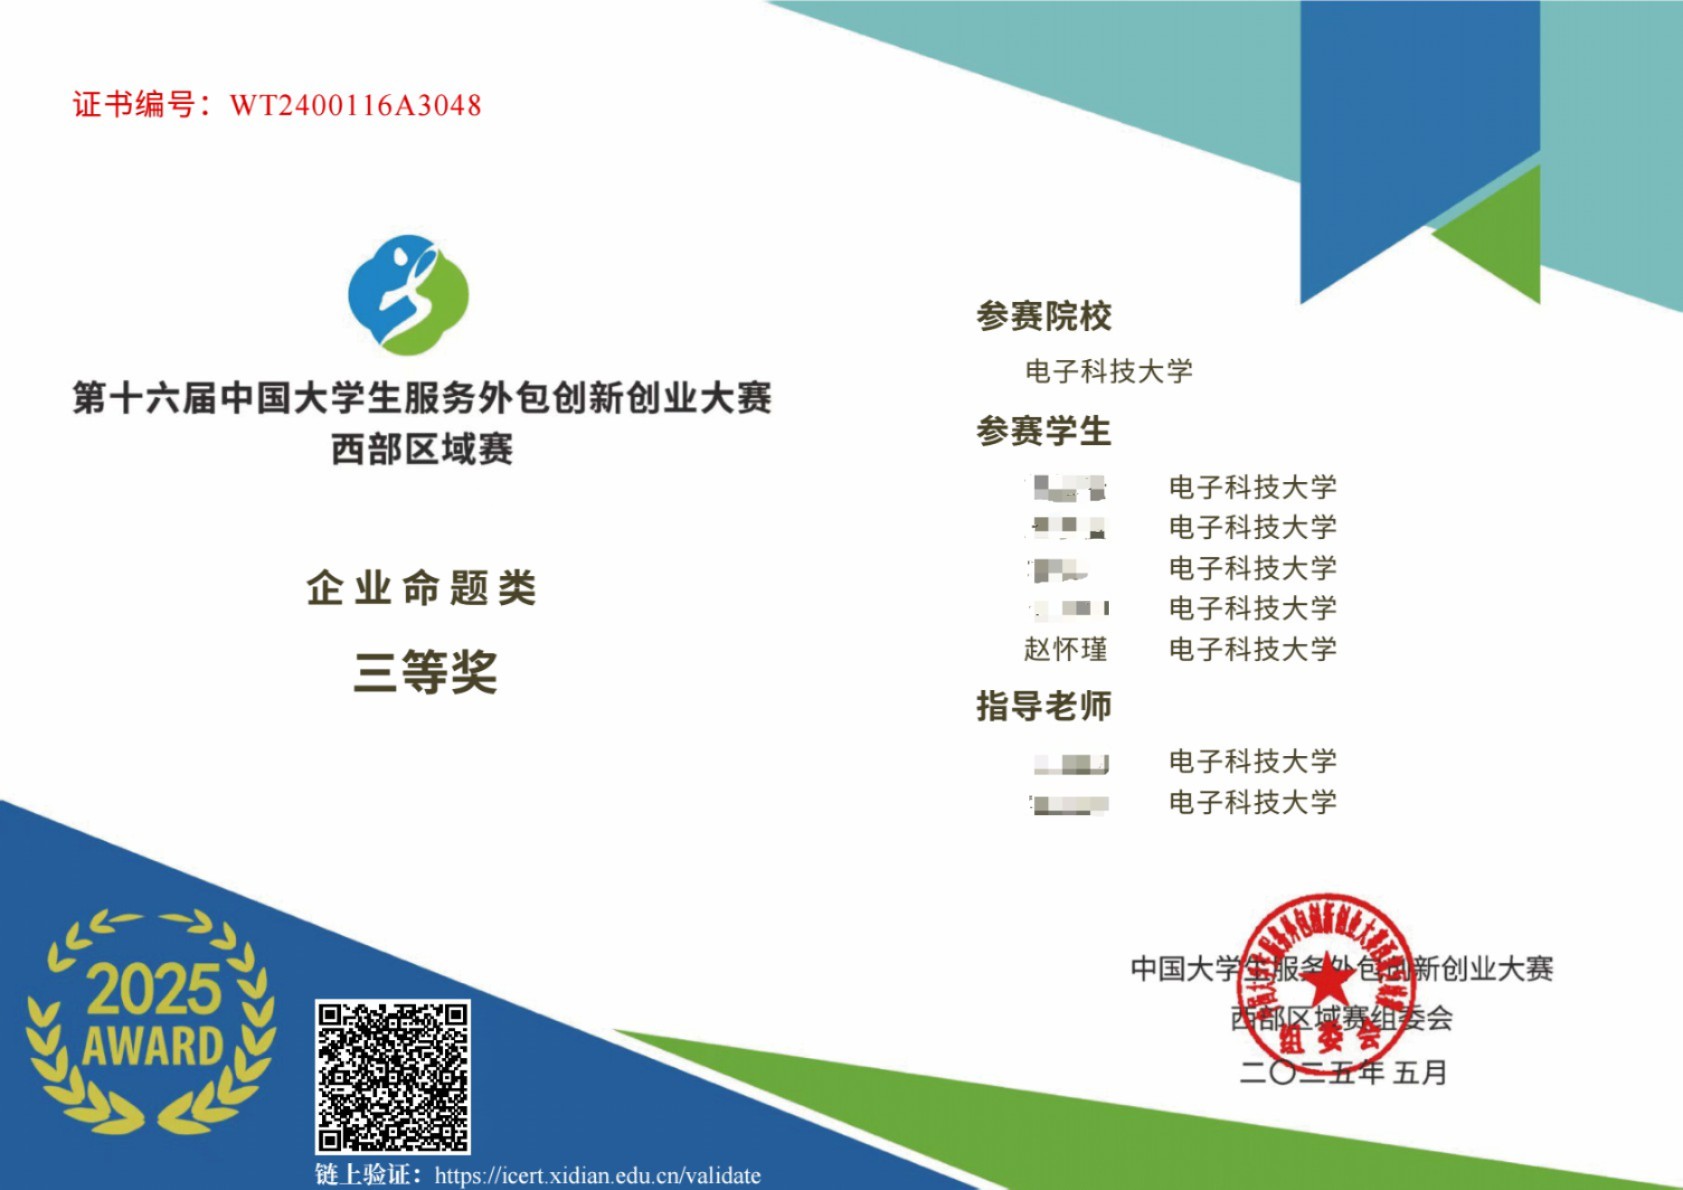 证书编号：WT2400116A3048
第十六届中国大学生服务外包创新创业大赛
西部区域赛
企业命题类
三等奖
参赛院校
电子科技大学
参赛学生
电子科技大学
电子科技大学
电子科技大学
电子科技大学
赵怀瑾 电子科技大学
指导老师
电子科技大学
电子科技大学
中国大学生服务外包创新创业大赛
西部区域赛组委会
二〇二五年 五月
组委会
2025
AWARD
链上验证：https://icert.xidian.edu.cn/validate